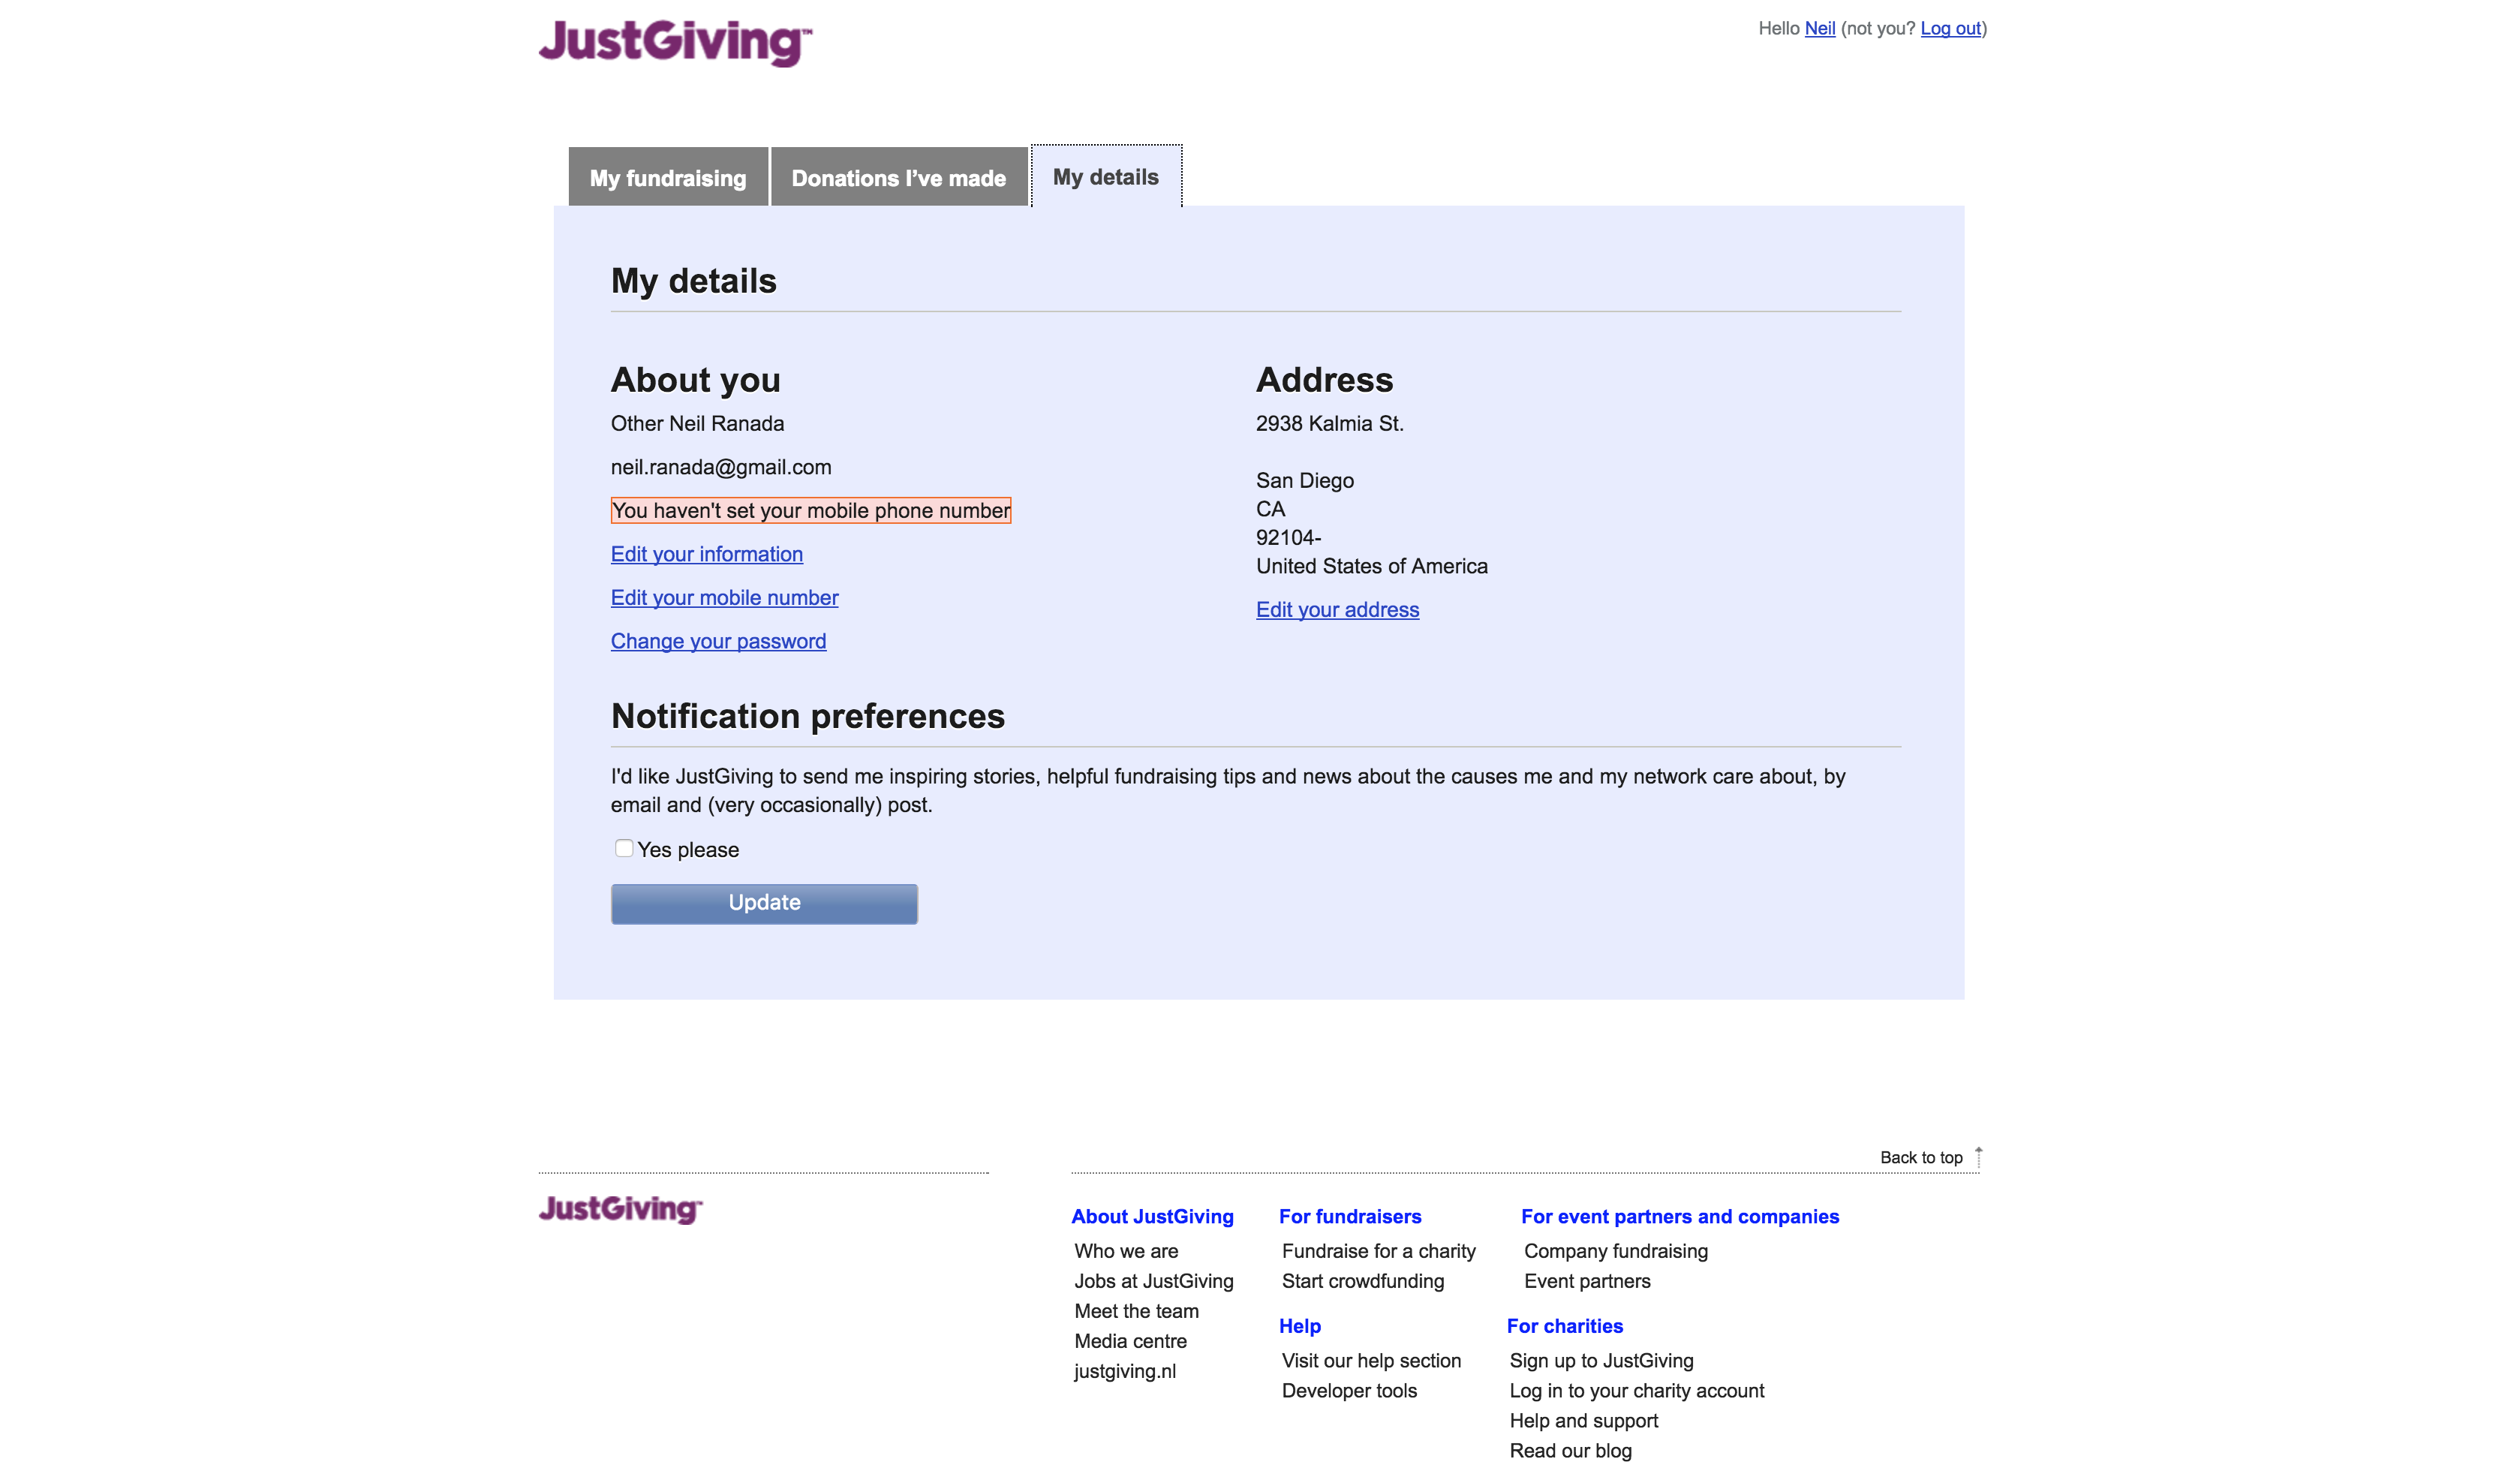 JustGiving™
Hello Neil (not you? Log out)
My fundraising
Donations I’ve made
My details
My details
About you
Other Neil Ranada
neil.ranada@gmail.com
You haven't set your mobile phone number
Edit your information
Edit your mobile number
Change your password
Address
2938 Kalmia St.
San Diego
CA
92104-
United States of America
Edit your address
Notification preferences
I'd like JustGiving to send me inspiring stories, helpful fundraising tips and news about the causes me and my network care about, by
email and (very occasionally) post.
Yes please
Update
Back to top
JustGiving™
About JustGiving
Who we are
Jobs at JustGiving
Meet the team
Media centre
justgiving.nl
For fundraisers
Fundraise for a charity
Start crowdfunding
Help
Visit our help section
Developer tools
For event partners and companies
Company fundraising
Event partners
For charities
Sign up to JustGiving
Log in to your charity account
Help and support
Read our blog